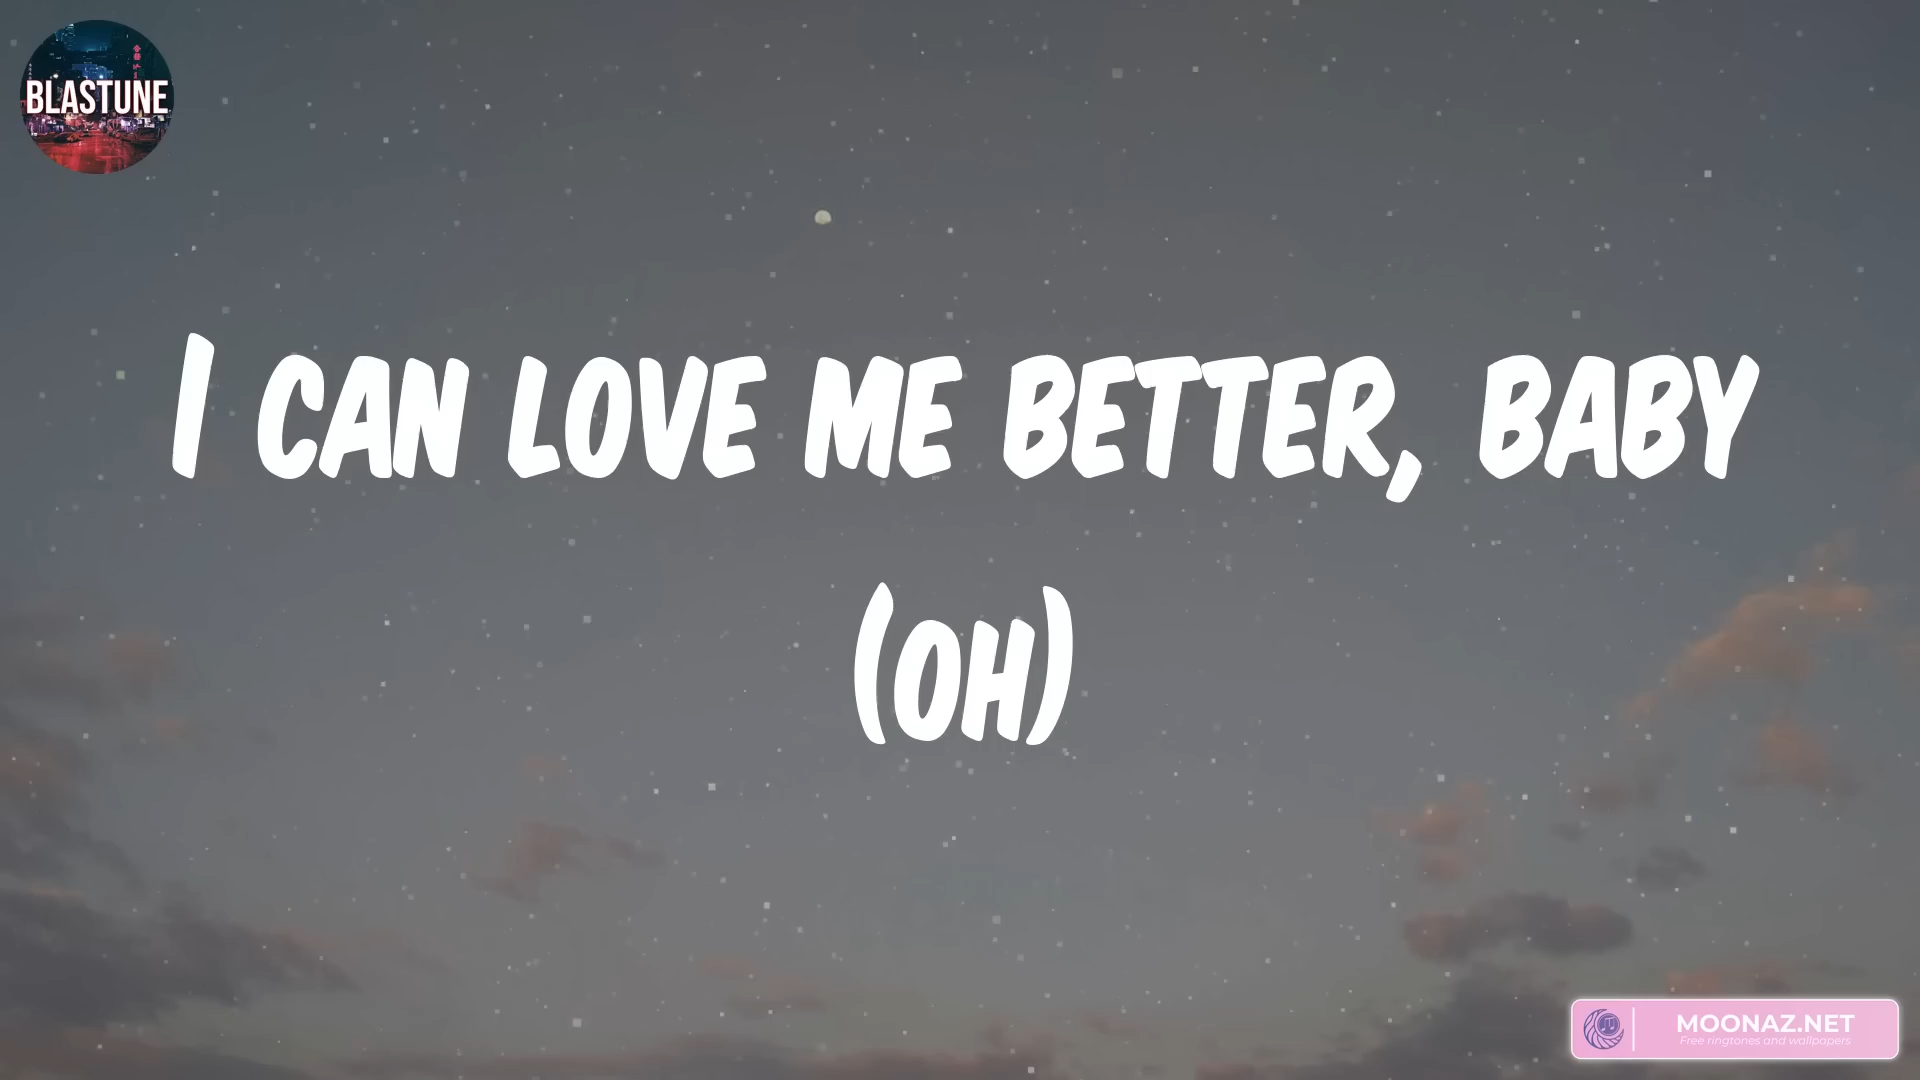 BLASTUNE
I CAN LOVE ME BETTER, BABY
(OH)
MOONAZ.NET
Free ringtones and wallpapers